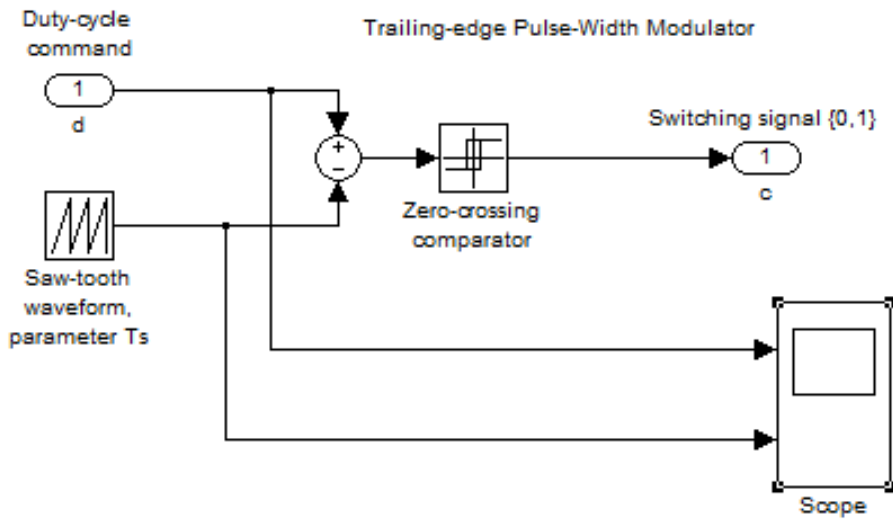 Duty-cycle
command
Trailing-edge Pulse-Width Modulator
1
d
+
−
Switching signal {0,1}
1
c
Zero-crossing
comparator
Saw-tooth
waveform,
parameter Ts
Scope